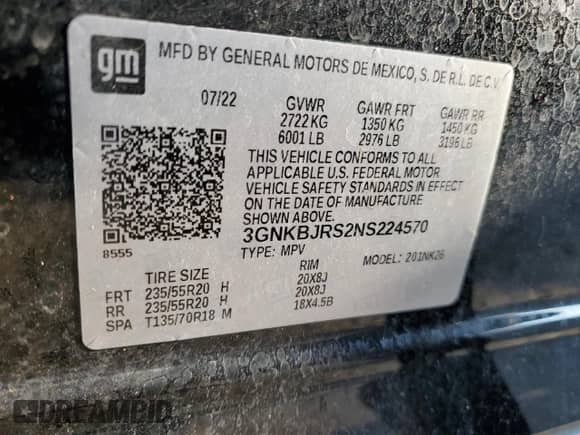 gm MFD BY GENERAL MOTORS DE MEXICO, S. DE R.L. DE C.V.
07/22 GVWR GAWR FRT GAWR RR
2722 KG 1350 KG 1450 KG
6001 LB 2976 LB 3196 LB
THIS VEHICLE CONFORMS TO ALL
APPLICABLE U.S. FEDERAL MOTOR
VEHICLE SAFETY STANDARDS IN EFFECT
ON THE DATE OF MANUFACTURE
SHOWN ABOVE.
3GNKBJRS2NS224570
8555 TYPE: MPV MODEL: 201NK26
TIRE SIZE RIM
FRT 235/55R20 H 20X8J
RR 235/55R20 H 20X8J
SPA T135/70R18 M 18X4.5B
DREAMBID